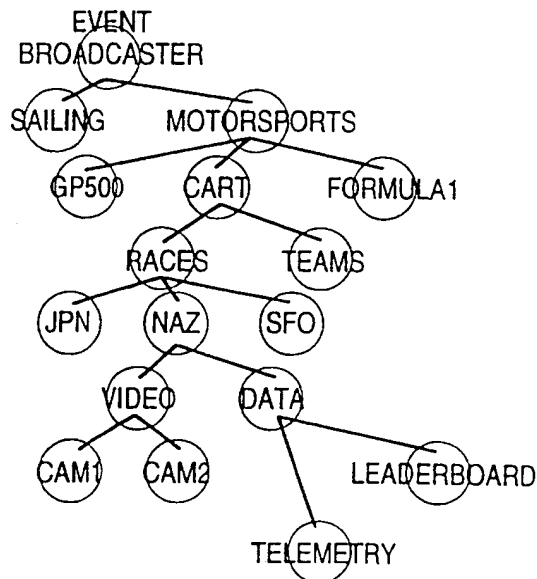 EVENT
BROADCASTER
SAILING
MOTORSPORTS
GP500
CART
FORMULA1
RACES
TEAMS
JPN
NAZ
SFO
VIDEO
DATA
CAM1
CAM2
LEADERBOARD
TELEMETRY